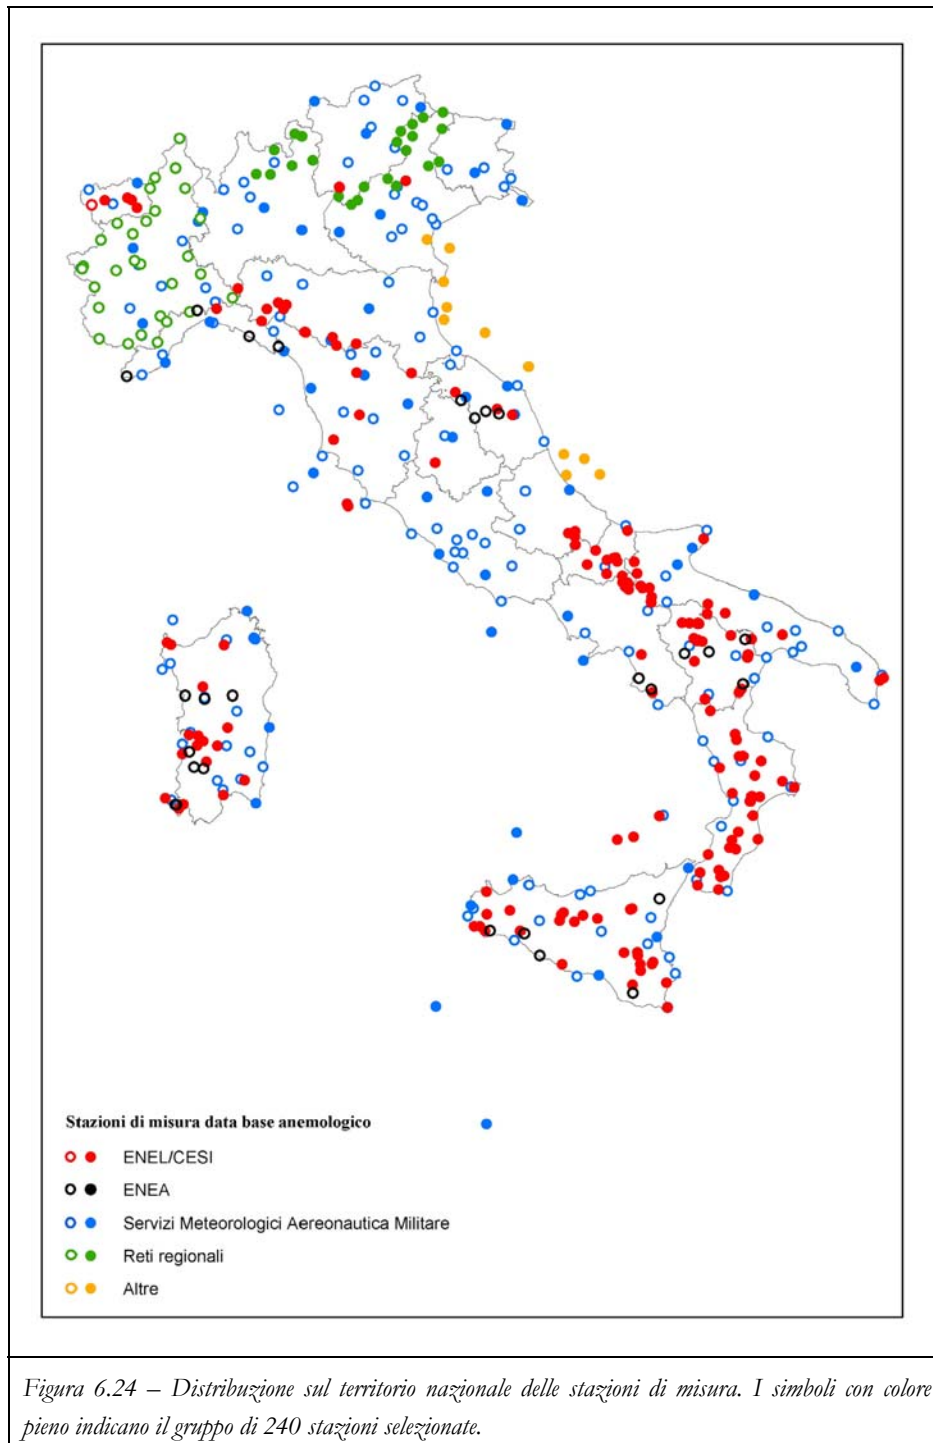 Stazioni di misura data base anemologico
ENEL/CESI
ENEA
Servizi Meteorologici Aereonautica Militare
Reti regionali
Altre
Figura 6.24 – Distribuzione sul territorio nazionale delle stazioni di misura. I simboli con colore
pieno indicano il gruppo di 240 stazioni selezionate.